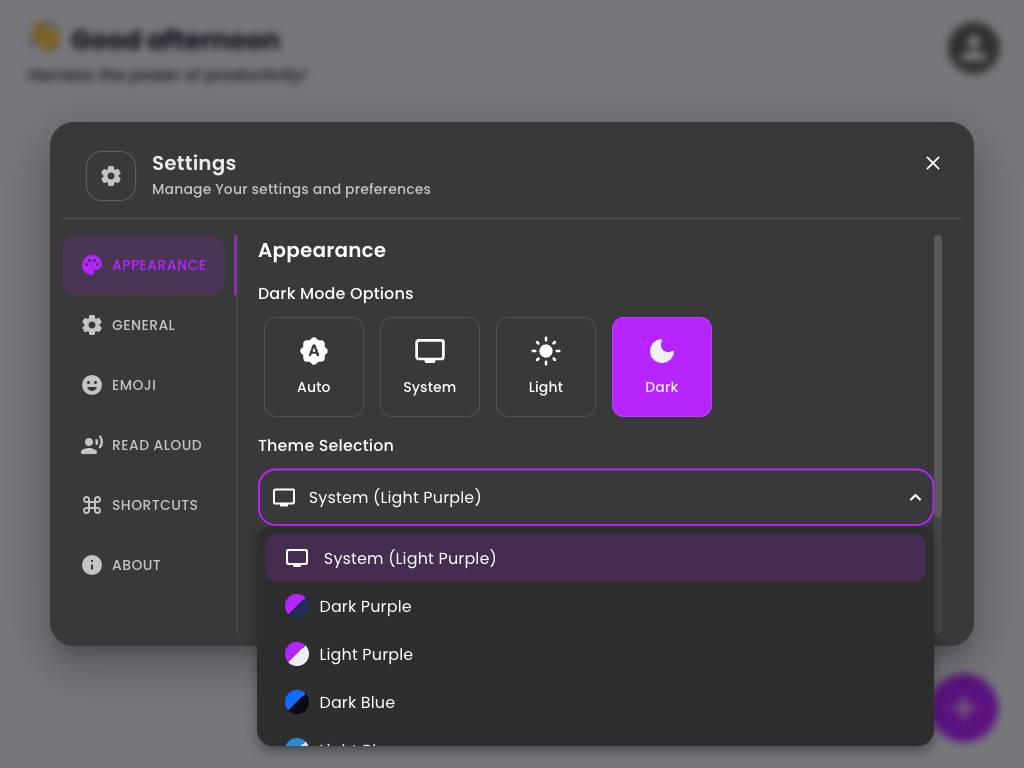 Good afternoon
Harness the power of productivity!
Settings
Manage Your settings and preferences
APPEARANCE
GENERAL
EMOJI
READ ALOUD
SHORTCUTS
ABOUT
Appearance
Dark Mode Options
A
Auto
System
Light
Dark
Theme Selection
System (Light Purple)
System (Light Purple)
Dark Purple
Light Purple
Dark Blue